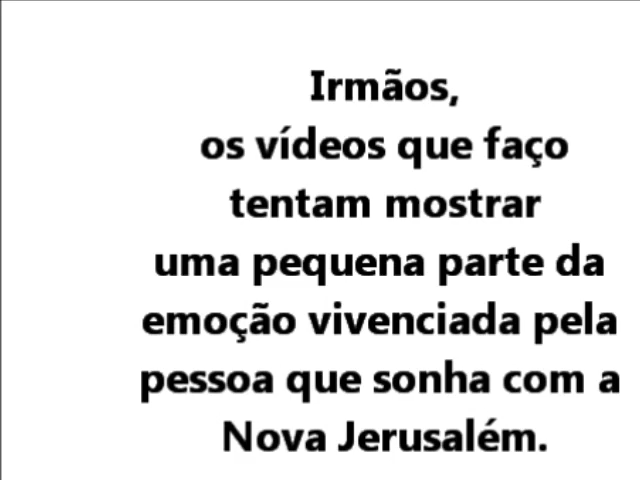 Irmãos,
os vídeos que faço
tentam mostrar
uma pequena parte da
emoção vivenciada pela
pessoa que sonha com a
Nova Jerusalém.